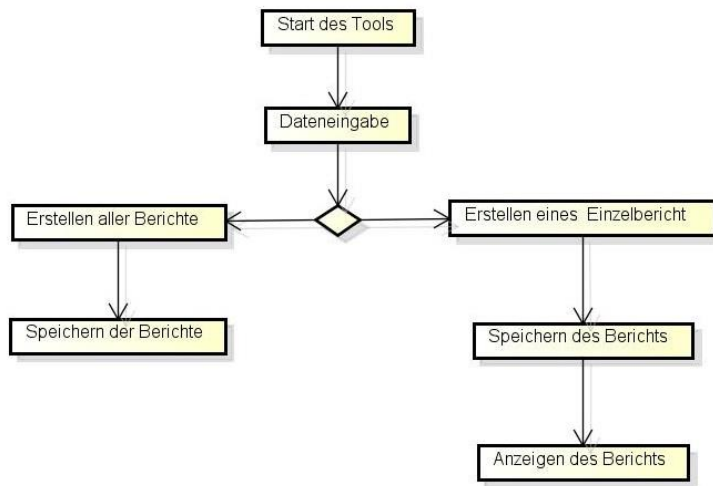 Start des Tools
Dateneingabe
Erstellen aller Berichte
Erstellen eines Einzelbericht
Speichern der Berichte
Speichern des Berichts
Anzeigen des Berichts